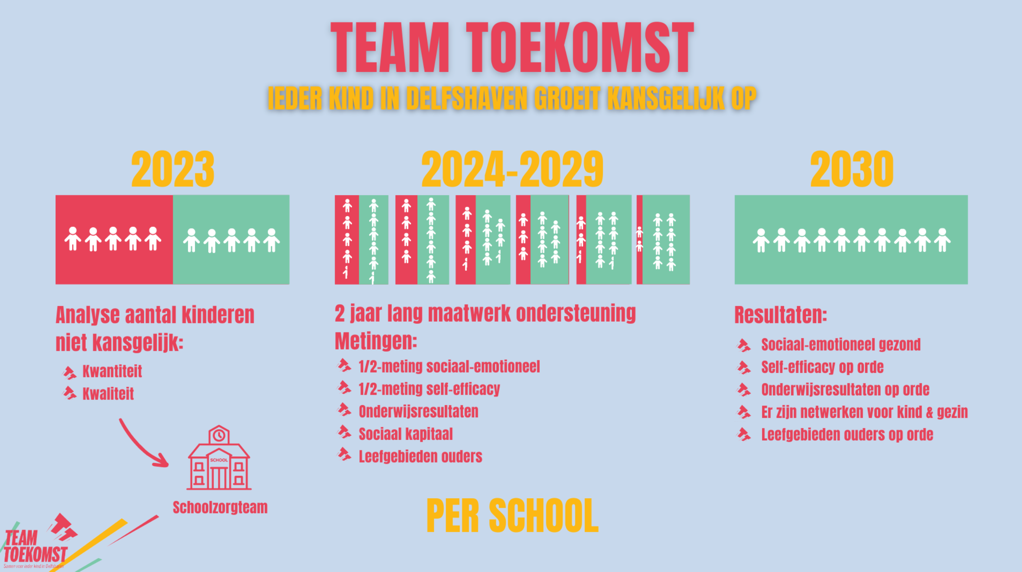 TEAM TOEKOMST
IEDER KIND IN DELFSHAVEN GROEIT KANSGELIJK OP
2023
Analyse aantal kinderen
niet kansgelijk:
Kwantiteit
Kwaliteit
SCHOOL
Schoolzorgteam
2024-2029
2 jaar lang maatwerk ondersteuning
Metingen:
1/2-meting sociaal-emotioneel
1/2-meting self-efficacy
Onderwijsresultaten
Sociaal kapitaal
Leefgebieden ouders
2030
Resultaten:
Sociaal-emotioneel gezond
Self-efficacy op orde
Onderwijsresultaten op orde
Er zijn netwerken voor kind & gezin
Leefgebieden ouders op orde
PER SCHOOL
TEAM
TOEKOMST